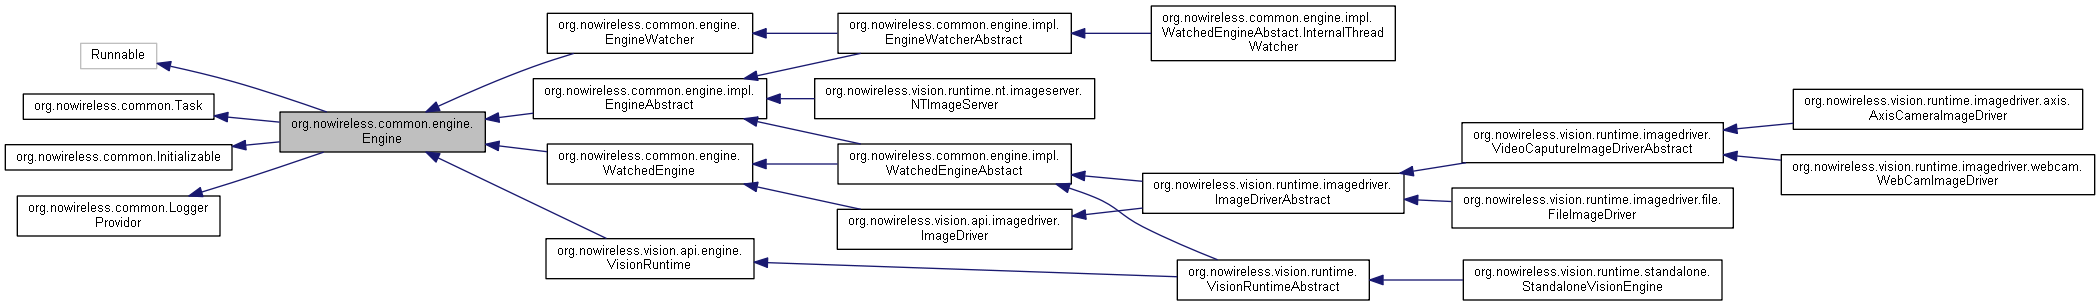 Runnable
org.nowireless.common.Task
org.nowireless.common.Initializable
org.nowireless.common.Logger
Providor
org.nowireless.common.engine.
Engine
org.nowireless.common.engine.
EngineWatcher
org.nowireless.common.engine.impl.
EngineAbstract
org.nowireless.common.engine.
WatchedEngine
org.nowireless.vision.api.engine.
VisionRuntime
org.nowireless.common.engine.impl.
EngineWatcherAbstract
org.nowireless.vision.runtime.nt.imageserver.
NTImageServer
org.nowireless.common.engine.impl.
WatchedEngineAbstact
org.nowireless.vision.api.imagedriver.
ImageDriver
org.nowireless.common.engine.impl.
WatchedEngineAbstact.InternalThread
Watcher
org.nowireless.vision.runtime.imagedriver.
ImageDriverAbstract
org.nowireless.vision.runtime.
VisionRuntimeAbstract
org.nowireless.vision.runtime.imagedriver.
VideoCaputureImageDriverAbstract
org.nowireless.vision.runtime.imagedriver.file.
FileImageDriver
org.nowireless.vision.runtime.standalone.
StandaloneVisionEngine
org.nowireless.vision.runtime.imagedriver.axis.
AxisCameraImageDriver
org.nowireless.vision.runtime.imagedriver.webcam.
WebCamImageDriver